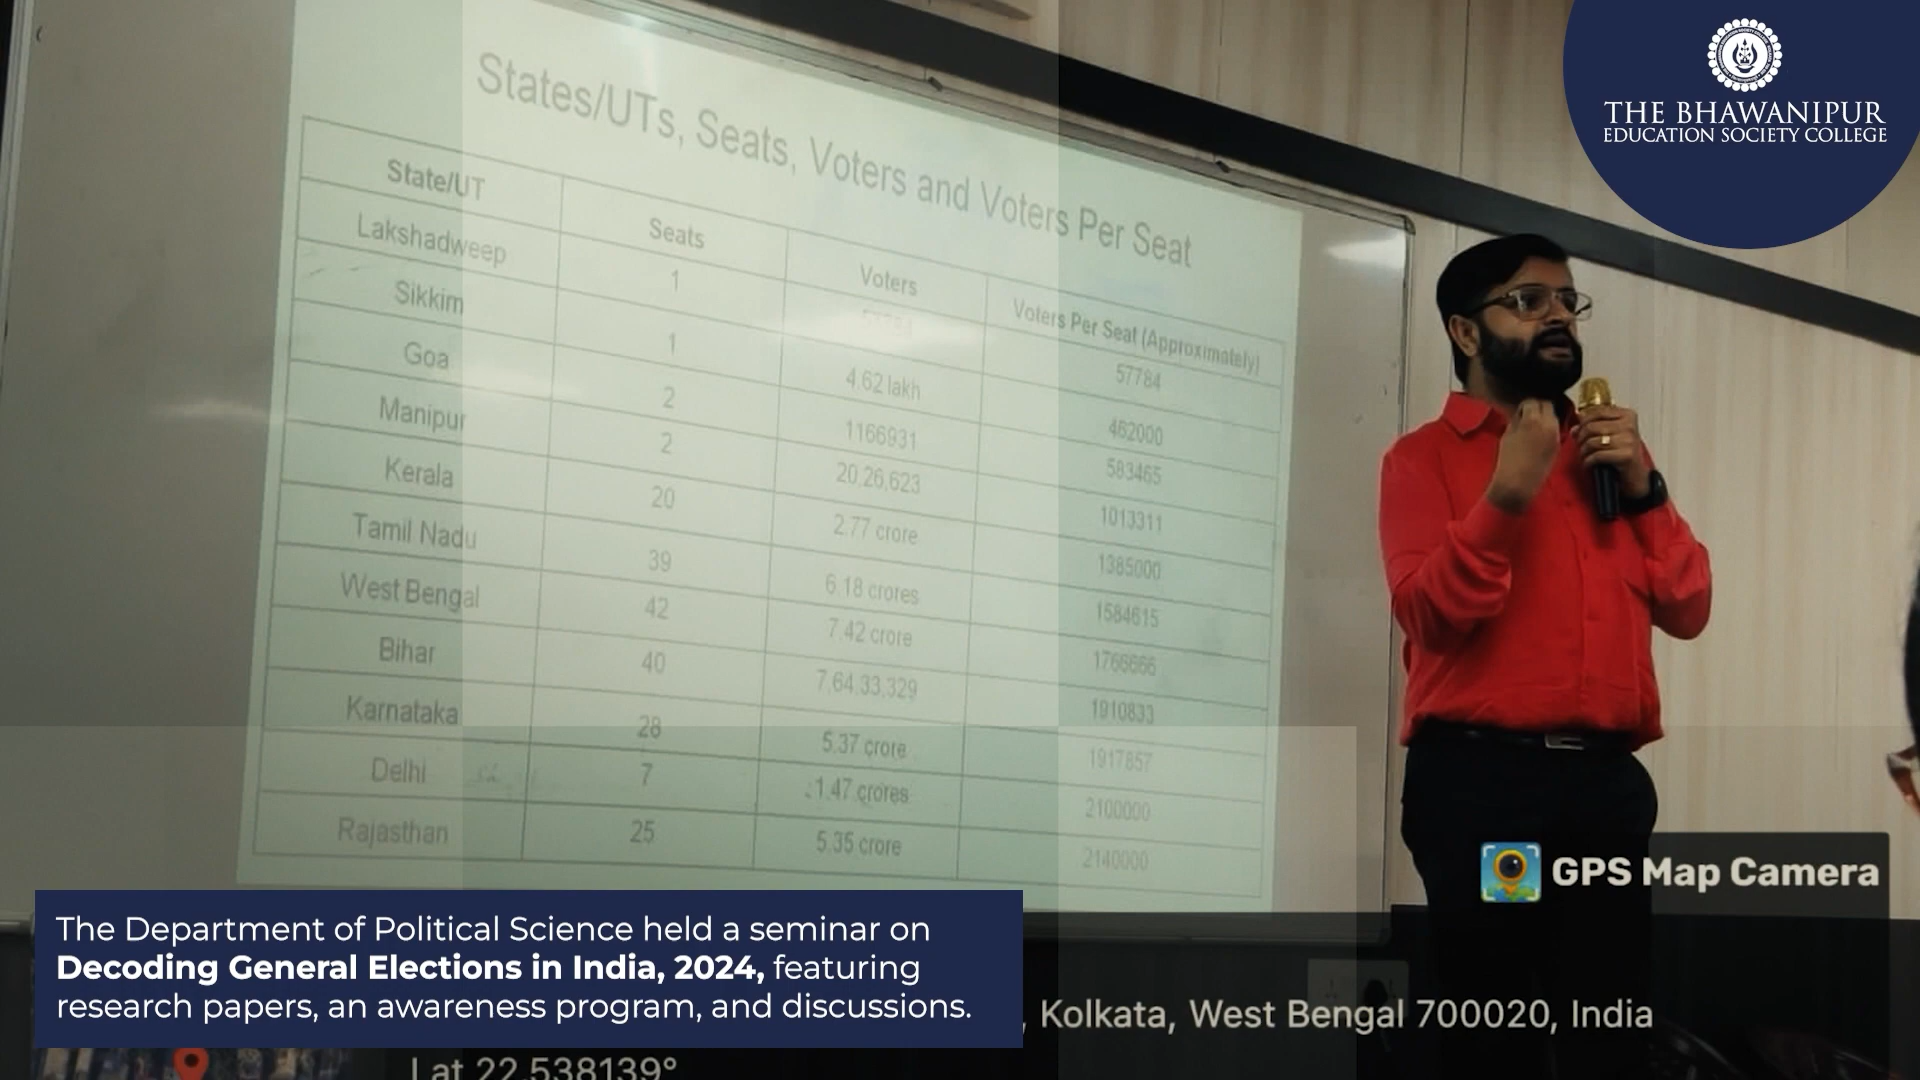 THE BHAWANIPUR
EDUCATION SOCIETY COLLEGE
States/UTs, Seats, Voters and Voters Per Seat
State/UT Seats Voters Voters Per Seat (Approximately)
Lakshadweep 1 57784
Sikkim 1 4.62 lakh 462000
Goa 2 1166931 583465
Manipur 2 20,26,623 1013311
Kerala 20 2.77 crore 1385000
Tamil Nadu 39 6.18 crores 1584615
West Bengal 42 7.42 crore 1766666
Bihar 40 7,64,33,329 1910833
Karnataka 28 5.37 crore 1917857
Delhi 7 1.47 crores 2100000
Rajasthan 25 5.35 crore 2140000
GPS Map Camera
The Department of Political Science held a seminar on
Decoding General Elections in India, 2024, featuring
research papers, an awareness program, and discussions.
, Kolkata, West Bengal 700020, India
Lat 22.538139°